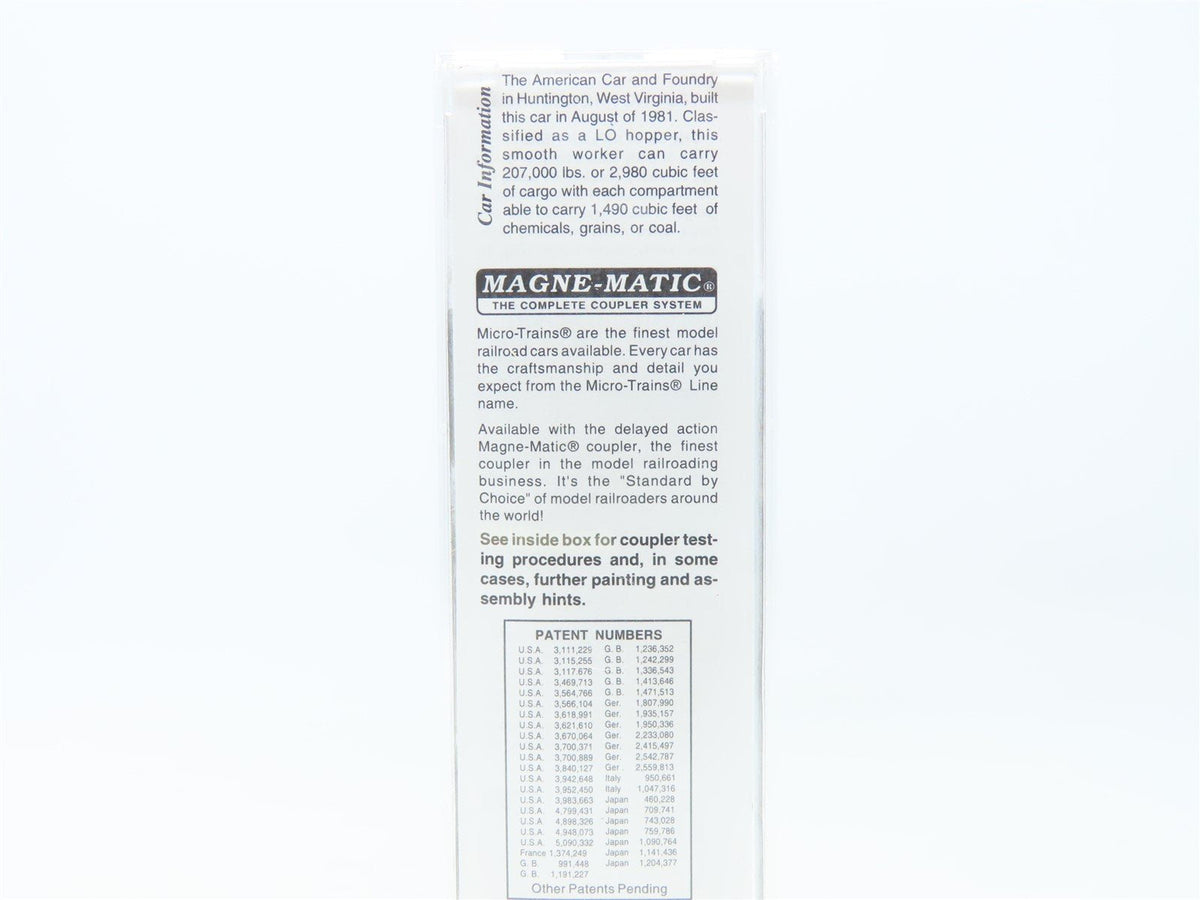 Car Information
The American Car and Foundry
in Huntington, West Virginia, built
this car in August of 1981. Clas-
sified as a LO hopper, this
smooth worker can carry
207,000 lbs. or 2,980 cubic feet
of cargo with each compartment
able to carry 1,490 cubic feet of
chemicals, grains, or coal.
MAGNE-MATIC®
THE COMPLETE COUPLER SYSTEM
Micro-Trains® are the finest model
railroad cars available. Every car has
the craftsmanship and detail you
expect from the Micro-Trains® Line
name.
Available with the delayed action
Magne-Matic® coupler, the finest
coupler in the model railroading
business. It's the "Standard by
Choice" of model railroaders around
the world!
See inside box for coupler test-
ing procedures and, in some
cases, further painting and as-
sembly hints.
PATENT NUMBERS
U.S.A. 3,111,229 G. B. 1,236,352
U.S.A. 3,115,255 G. B. 1,242,299
U.S.A. 3,117,676 G. B. 1,336,543
U.S.A. 3,469,713 G. B. 1,413,646
U.S.A. 3,564,766 G. B. 1,471,513
U.S.A. 3,566,104 Ger. 1,807,990
U.S.A. 3,618,991 Ger. 1,935,157
U.S.A. 3,621,610 Ger. 1,950,336
U.S.A. 3,670,064 Ger. 2,233,080
U.S.A. 3,700,371 Ger. 2,415,497
U.S.A. 3,700,889 Ger. 2,542,787
U.S.A. 3,840,127 Ger. 2,559,813
U.S.A. 3,942,648 Italy 950,661
U.S.A. 3,952,450 Italy 1,047,316
U.S.A. 3,983,663 Japan 460,228
U.S.A. 4,799,431 Japan 709,741
U.S.A. 4,898,326 Japan 743,028
U.S.A. 4,948,073 Japan 759,786
U.S.A. 5,090,332 Japan 1,090,764
France 1,374,249 Japan 1,141,436
G. B. 991,448 Japan 1,204,377
G. B. 1,191,227
Other Patents Pending